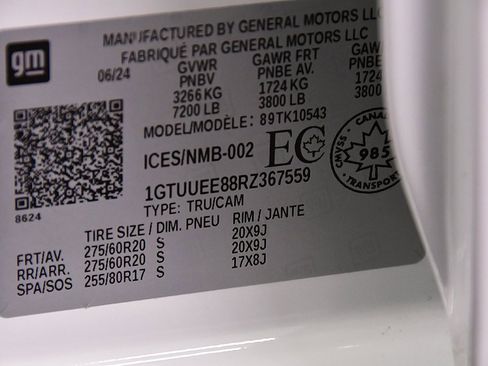 gm
MANUFACTURED BY GENERAL MOTORS LLC
FABRIQUÉ PAR GENERAL MOTORS LLC
06/24 GVWR GAWR FRT GAWR
PNBV PNBE AV. PNBE
3266 KG 1724 KG 1724
7200 LB 3800 LB 3800
MODEL/MODÈLE: 89TK10543
ICES/NMB-002 EC
CANADA
CMVSS 985
TRANSPORT
1GTUUEE88RZ367559
8624
TYPE: TRU/CAM
TIRE SIZE / DIM. PNEU RIM / JANTE
FRT/AV. 275/60R20 S 20X9J
RR/ARR. 275/60R20 S 20X9J
SPA/SOS 255/80R17 S 17X8J